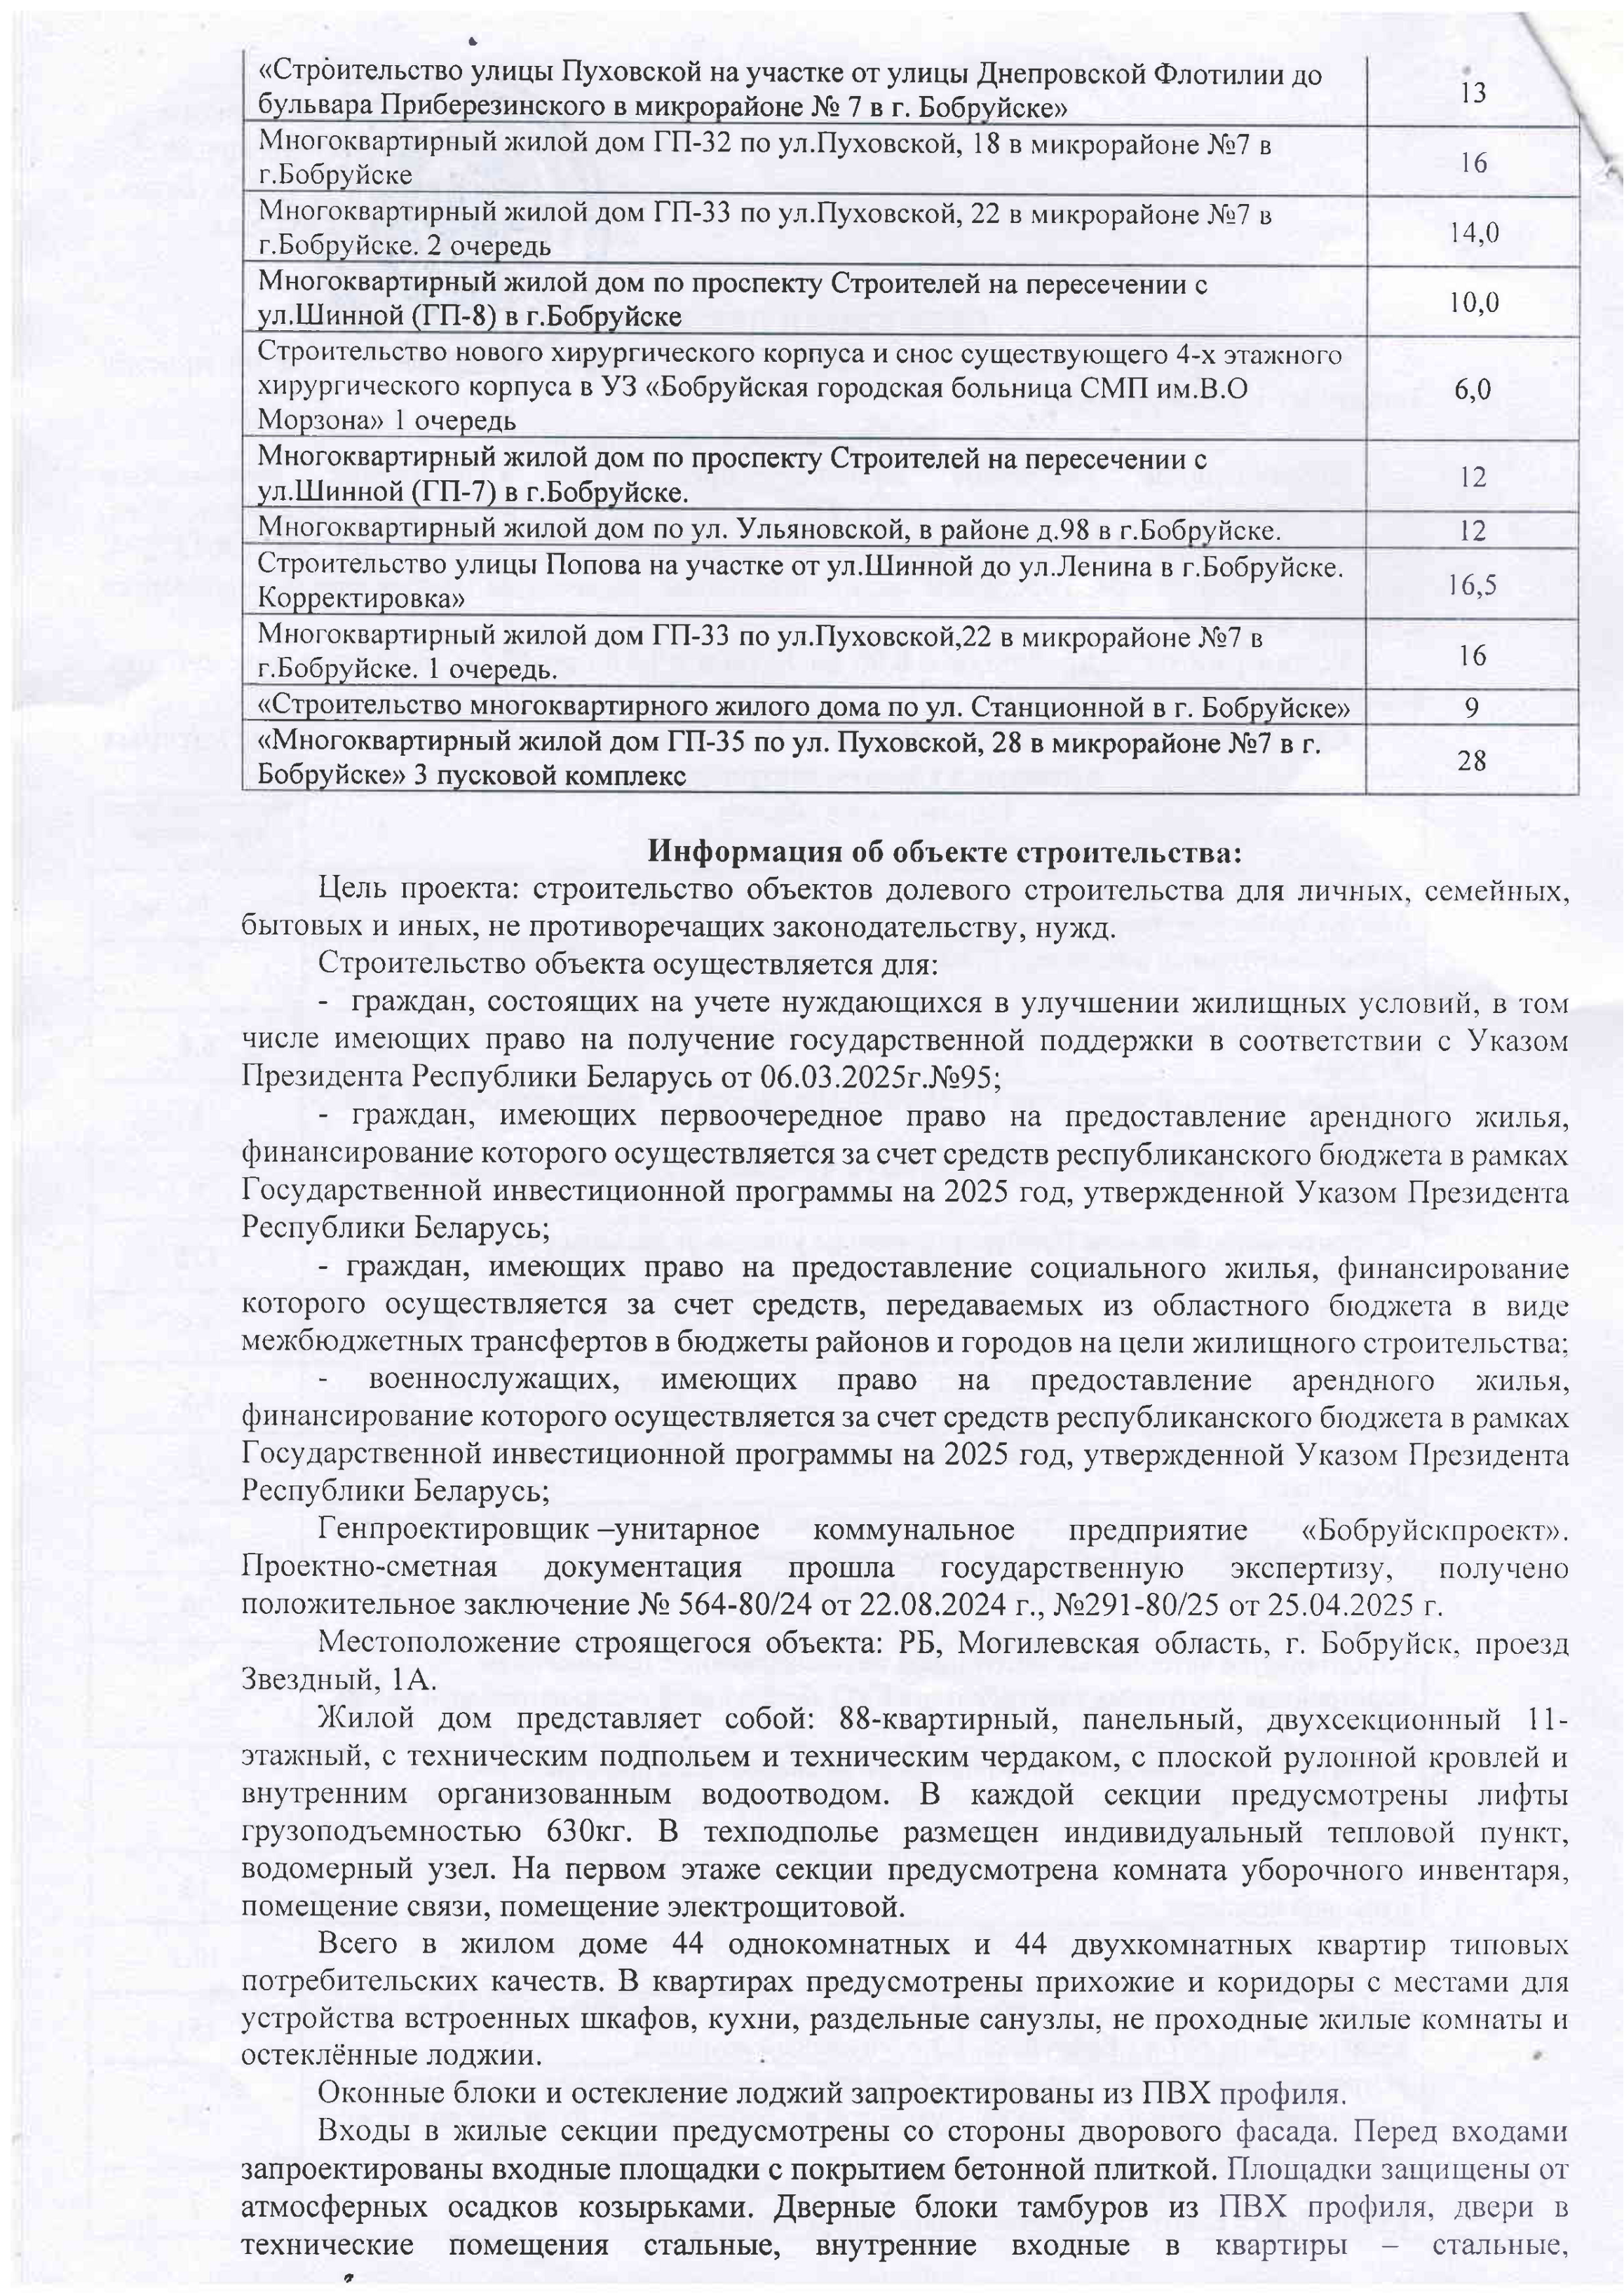 «Строительство улицы Пуховской на участке от улицы Днепровской Флотилии до
бульвара Приберезинского в микрорайоне № 7 в г. Бобруйске»
13
Многоквартирный жилой дом ГП-32 по ул.Пуховской, 18 в микрорайоне №7 в
г.Бобруйске
16
Многоквартирный жилой дом ГП-33 по ул.Пуховской, 22 в микрорайоне №7 в
г.Бобруйске. 2 очередь
14,0
Многоквартирный жилой дом по проспекту Строителей на пересечении с
ул.Шинной (ГП-8) в г.Бобруйске
10,0
Строительство нового хирургического корпуса и снос существующего 4-х этажного
хирургического корпуса в УЗ «Бобруйская городская больница СМП им.В.О
Морзона» 1 очередь
6,0
Многоквартирный жилой дом по проспекту Строителей на пересечении с
ул.Шинной (ГП-7) в г.Бобруйске.
12
Многоквартирный жилой дом по ул. Ульяновской, в районе д.98 в г.Бобруйске.
12
Строительство улицы Попова на участке от ул.Шинной до ул.Ленина в г.Бобруйске.
Корректировка»
16,5
Многоквартирный жилой дом ГП-33 по ул.Пуховской,22 в микрорайоне №7 в
г.Бобруйске. 1 очередь.
16
«Строительство многоквартирного жилого дома по ул. Станционной в г. Бобруйске»
9
«Многоквартирный жилой дом ГП-35 по ул. Пуховской, 28 в микрорайоне №7 в г.
Бобруйске» 3 пусковой комплекс
28
Информация об объекте строительства:
Цель проекта: строительство объектов долевого строительства для личных, семейных,
бытовых и иных, не противоречащих законодательству, нужд.
Строительство объекта осуществляется для:
- граждан, состоящих на учете нуждающихся в улучшении жилищных условий, в том
числе имеющих право на получение государственной поддержки в соответствии с Указом
Президента Республики Беларусь от 06.03.2025г.№95;
- граждан, имеющих первоочередное право на предоставление арендного жилья,
финансирование которого осуществляется за счет средств республиканского бюджета в рамках
Государственной инвестиционной программы на 2025 год, утвержденной Указом Президента
Республики Беларусь;
- граждан, имеющих право на предоставление социального жилья, финансирование
которого осуществляется за счет средств, передаваемых из областного бюджета в виде
межбюджетных трансфертов в бюджеты районов и городов на цели жилищного строительства;
- военнослужащих, имеющих право на предоставление арендного жилья,
финансирование которого осуществляется за счет средств республиканского бюджета в рамках
Государственной инвестиционной программы на 2025 год, утвержденной Указом Президента
Республики Беларусь;
Генпроектировщик –унитарное коммунальное предприятие «Бобруйскпроект».
Проектно-сметная документация прошла государственную экспертизу, получено
положительное заключение № 564-80/24 от 22.08.2024 г., №291-80/25 от 25.04.2025 г.
Местоположение строящегося объекта: РБ, Могилевская область, г. Бобруйск, проезд
Звездный, 1А.
Жилой дом представляет собой: 88-квартирный, панельный, двухсекционный 11-
этажный, с техническим подпольем и техническим чердаком, с плоской рулонной кровлей и
внутренним организованным водоотводом. В каждой секции предусмотрены лифты
грузоподъемностью 630кг. В техподполье размещен индивидуальный тепловой пункт,
водомерный узел. На первом этаже секции предусмотрена комната уборочного инвентаря,
помещение связи, помещение электрощитовой.
Всего в жилом доме 44 однокомнатных и 44 двухкомнатных квартир типовых
потребительских качеств. В квартирах предусмотрены прихожие и коридоры с местами для
устройства встроенных шкафов, кухни, раздельные санузлы, не проходные жилые комнаты и
остеклённые лоджии.
Оконные блоки и остекление лоджий запроектированы из ПВХ профиля.
Входы в жилые секции предусмотрены со стороны дворового фасада. Перед входами
запроектированы входные площадки с покрытием бетонной плиткой. Площадки защищены от
атмосферных осадков козырьками. Дверные блоки тамбуров из ПВХ профиля, двери в
технические помещения стальные, внутренние входные в квартиры – стальные,